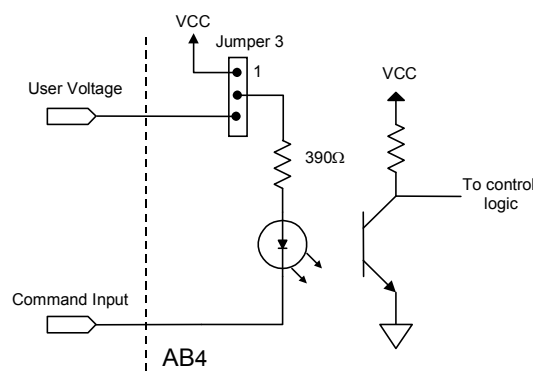 VCC
Jumper 3
1
User Voltage
VCC
390Ω
To control
logic
Command Input
AB4